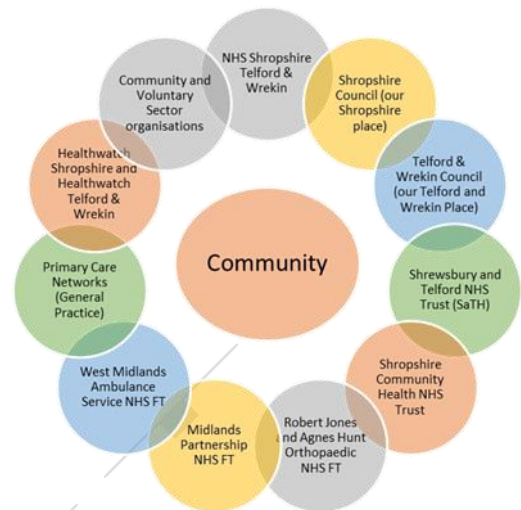 NHS Shropshire
Telford &
Wrekin
Shropshire
Council (our
Shropshire
place)
Telford &
Wrekin Council
(our Telford and
Wrekin Place)
Shrewsbury and
Telford NHS
Trust (SaTH)
Shropshire
Community
Health NHS
Trust
Robert Jones
and Agnes Hunt
Orthopaedic
NHS FT
Midlands
Partnership
NHS FT
West Midlands
Ambulance
Service NHS FT
Primary Care
Networks
(General
Practice)
Healthwatch
Shropshire and
Healthwatch
Telford &
Wrekin
Community and
Voluntary
Sector
organisations
Community